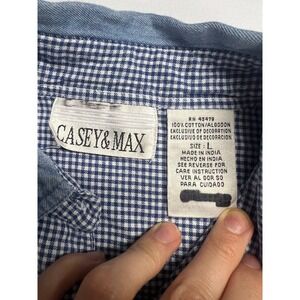 CASEY & MAX
RN 43479
100% COTTON/ALGODON
EXCLUSIVE OF DECORATION
EXCLUSIVO DE DECORACION
SIZE: L
MADE IN INDIA
HECHO EN INDIA
SEE REVERSE FOR
CARE INSTRUCTION
VER AL DOR SO
PARA CUIDADO